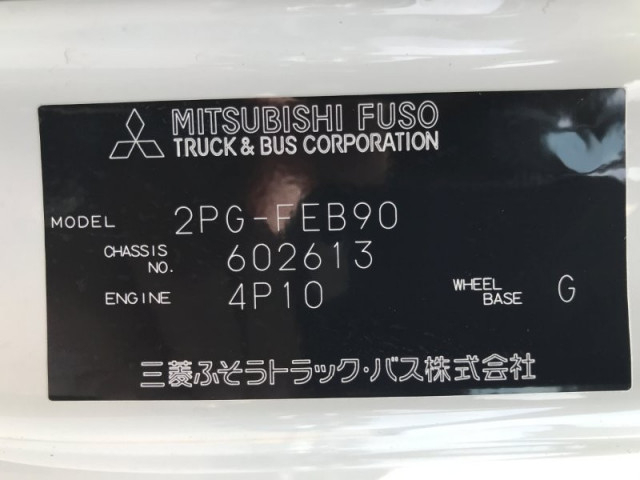 MITSUBISHI FUSO
TRUCK & BUS CORPORATION
MODEL 2PG-FEB90
CHASSIS NO. 602613
ENGINE 4P10 WHEEL BASE G
三菱ふそうトラック・バス株式会社